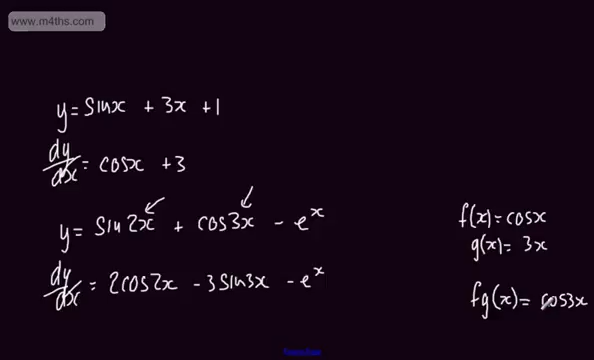 www.m4ths.com
y = sinx + 3x + 1
dy/dx = cosx + 3
y = sin2x + cos3x - e^x
dy/dx = 2cos2x - 3sin3x - e^x
f(x) = cosx
g(x) = 3x
fg(x) = cos3x